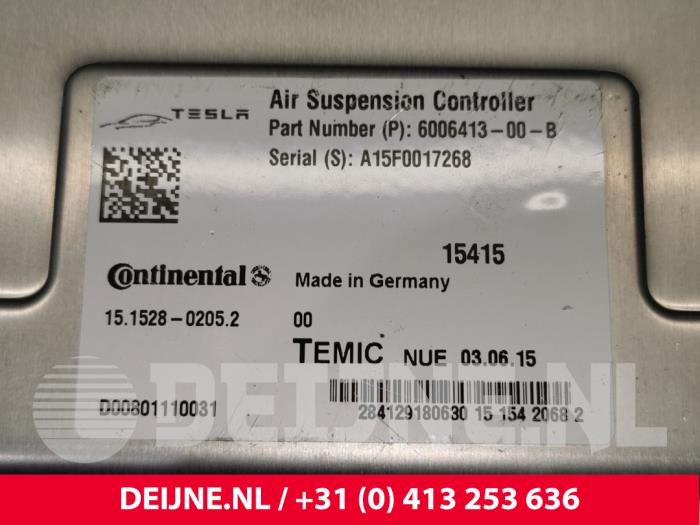 TESLA
Air Suspension Controller
Part Number (P): 6006413-00-B
Serial (S): A15F0017268
15415
Continental
Made in Germany
15.1528-0205.2
00
TEMIC NUE 03.06.15
D00801110031
284129180630 15 154 2068 2
DEIJNE.NL
DEIJNE.NL / +31 (0) 413 253 636